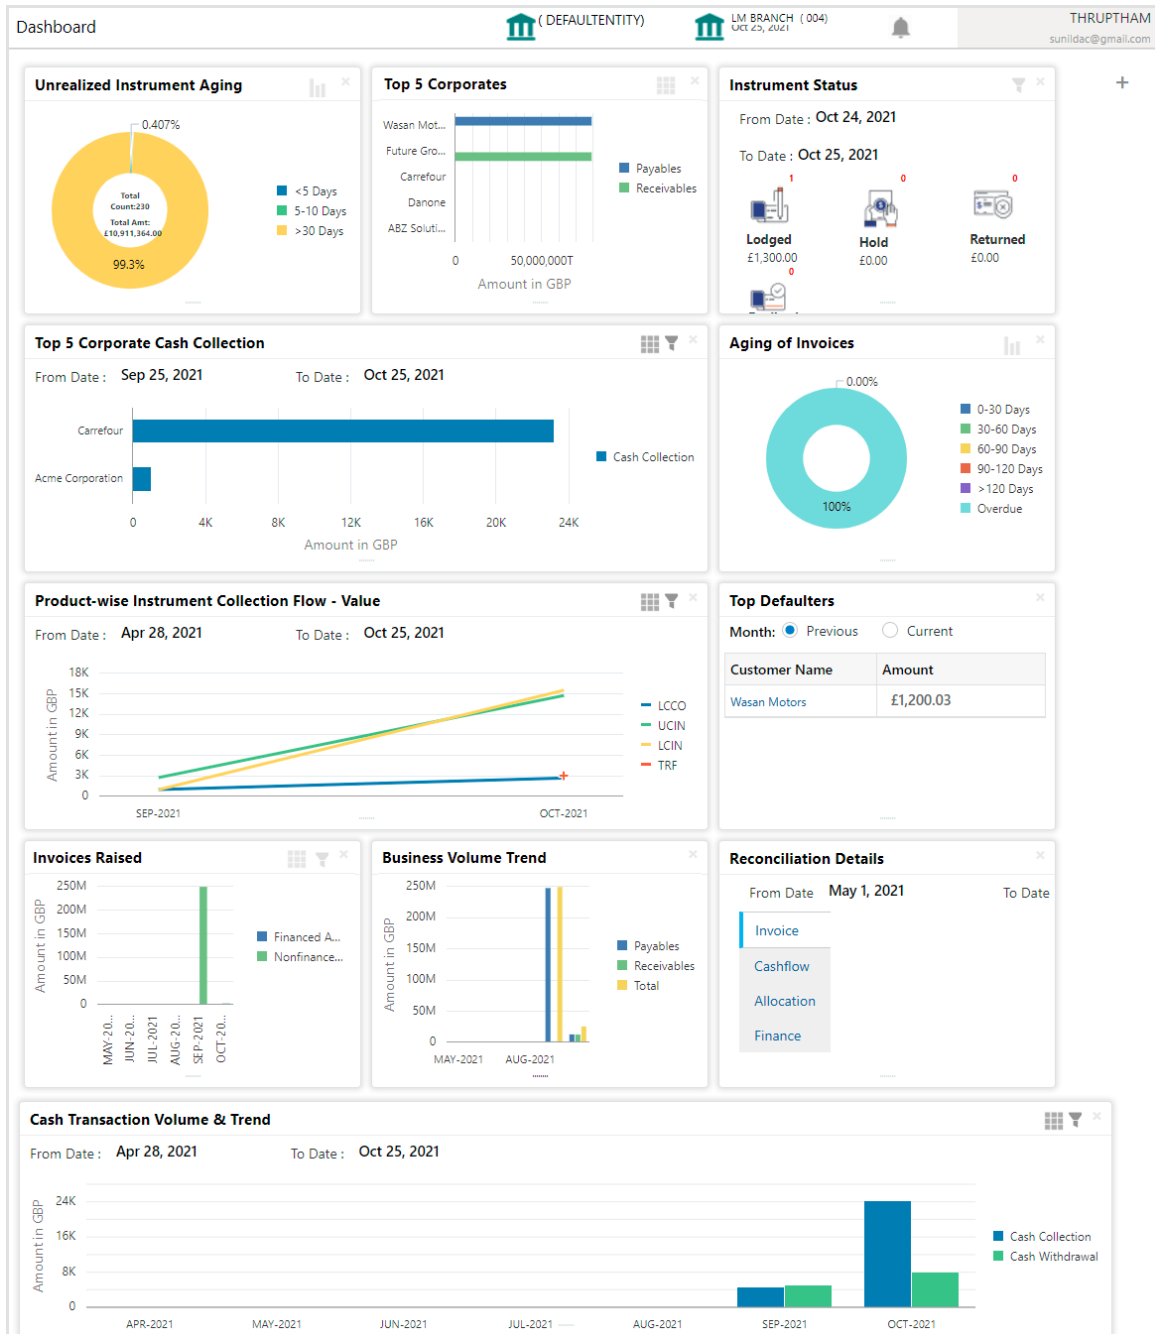 Dashboard
( DEFAULTENTITY)
LM BRANCH ( 004)
Oct 25, 2021
THRUPTHAM
sunildac@gmail.com
Unrealized Instrument Aging
0.407%
Total
Count:230
Total Amt:
£10,911,364.00
99.3%
<5 Days
5-10 Days
>30 Days
Top 5 Corporates
Wasan Mot...
Future Gro...
Carrefour
Danone
ABZ Soluti...
0 50,000,000T
Amount in GBP
Payables
Receivables
Instrument Status
From Date : Oct 24, 2021
To Date : Oct 25, 2021
1 0 0
Lodged Hold Returned
£1,300.00 £0.00 £0.00
0
Top 5 Corporate Cash Collection
From Date : Sep 25, 2021 To Date : Oct 25, 2021
Carrefour
Acme Corporation
0 4K 8K 12K 16K 20K 24K
Amount in GBP
Cash Collection
Aging of Invoices
0.00%
100%
0-30 Days
30-60 Days
60-90 Days
90-120 Days
>120 Days
Overdue
Product-wise Instrument Collection Flow - Value
From Date : Apr 28, 2021 To Date : Oct 25, 2021
Amount in GBP
18K
15K
12K
9K
6K
3K
0
SEP-2021 OCT-2021
LCCO
UCIN
LCIN
TRF
Top Defaulters
Month: Previous Current
Customer Name Amount
Wasan Motors £1,200.03
Invoices Raised
Amount in GBP
250M
200M
150M
100M
50M
0
MAY-20...
JUN-20...
JUL-2021
AUG-20...
SEP-2021
OCT-20...
Financed A...
Nonfinance...
Business Volume Trend
Amount in GBP
250M
200M
150M
100M
50M
0
MAY-2021 AUG-2021
Payables
Receivables
Total
Reconciliation Details
From Date May 1, 2021 To Date
Invoice
Cashflow
Allocation
Finance
Cash Transaction Volume & Trend
From Date : Apr 28, 2021 To Date : Oct 25, 2021
Amount in GBP
24K
16K
8K
0
APR-2021 MAY-2021 JUN-2021 JUL-2021 AUG-2021 SEP-2021 OCT-2021
Cash Collection
Cash Withdrawal